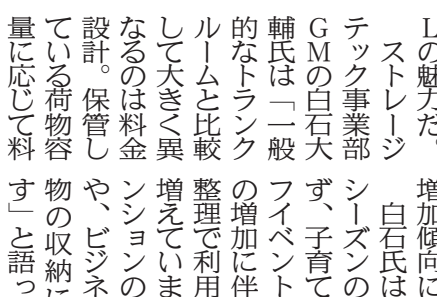 Lの魅力だ。
　ストレージ
テック事業部
GMの白石大
輔氏は「一般
的なトランク
ルームと比較
して大きく異
なるのは料金
設計。保管し
ている荷物容
量に応じて料
増加傾向に
　白石氏は
シーズンの
ず、子育て
フイベント
の増加に伴
整理で利用
増えていま
ンションの
や、ビジネ
物の収納に
す」と語っ